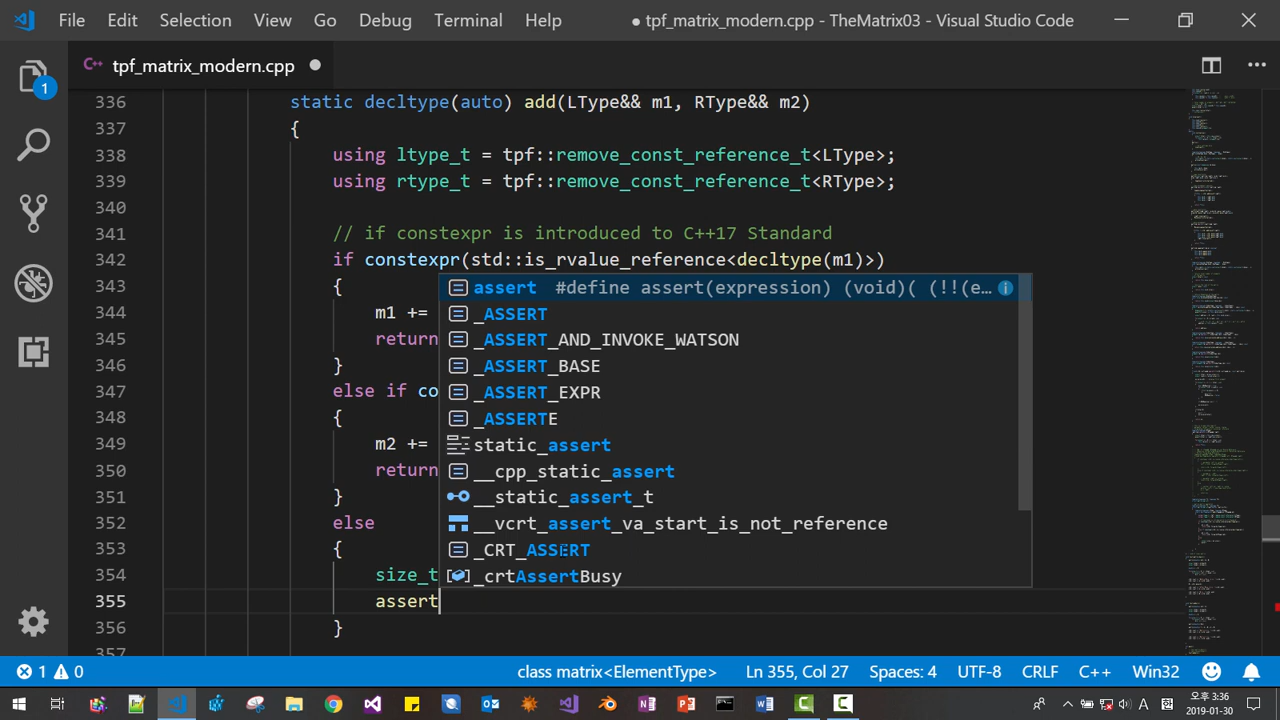 File Edit Selection View Go Debug Terminal Help ● tpf_matrix_modern.cpp - TheMatrix03 - Visual Studio Code
1
C++ tpf_matrix_modern.cpp
336 static decltype(auto) add(LType&& m1, RType&& m2)
337 {
338 using ltype_t = tpf::remove_const_reference_t<LType>;
339 using rtype_t = tpf::remove_const_reference_t<RType>;
340
341 // if constexpr is introduced to C++17 Standard
342 if constexpr(std::is_rvalue_reference<decltype(m1)>)
343 {
assert #define assert(expression) (void)( (!!(e…
344 m1 +=
_ASSERT
345 return
_ASSERT_AND_INVOKE_WATSON
346 }
_ASSERT_BASE
347 else if co
_ASSERT_EXPR
348 {
_ASSERTE
349 m2 +=
static_assert
350 return
__cpp_static_assert
351 }
__static_assert_t
352 else
__vcrt_assert_va_start_is_not_reference
353 {
_CRT_ASSERT
354 size_t
_crtAssertBusy
355 assert
356 }
357
1 0 class matrix<ElementType> Ln 355, Col 27 Spaces: 4 UTF-8 CRLF C++ Win32
오후 3:36
2019-01-30